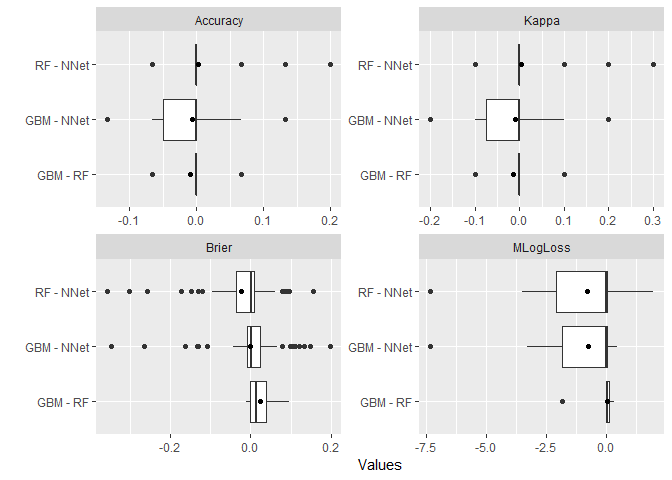 Accuracy
Kappa
RF - NNet
GBM - NNet
GBM - RF
-0.1 0.0 0.1 0.2
RF - NNet
GBM - NNet
GBM - RF
-0.2 -0.1 0.0 0.1 0.2 0.3
Brier
MLogLoss
RF - NNet
GBM - NNet
GBM - RF
-0.2 0.0 0.2
RF - NNet
GBM - NNet
GBM - RF
-7.5 -5.0 -2.5 0.0
Values